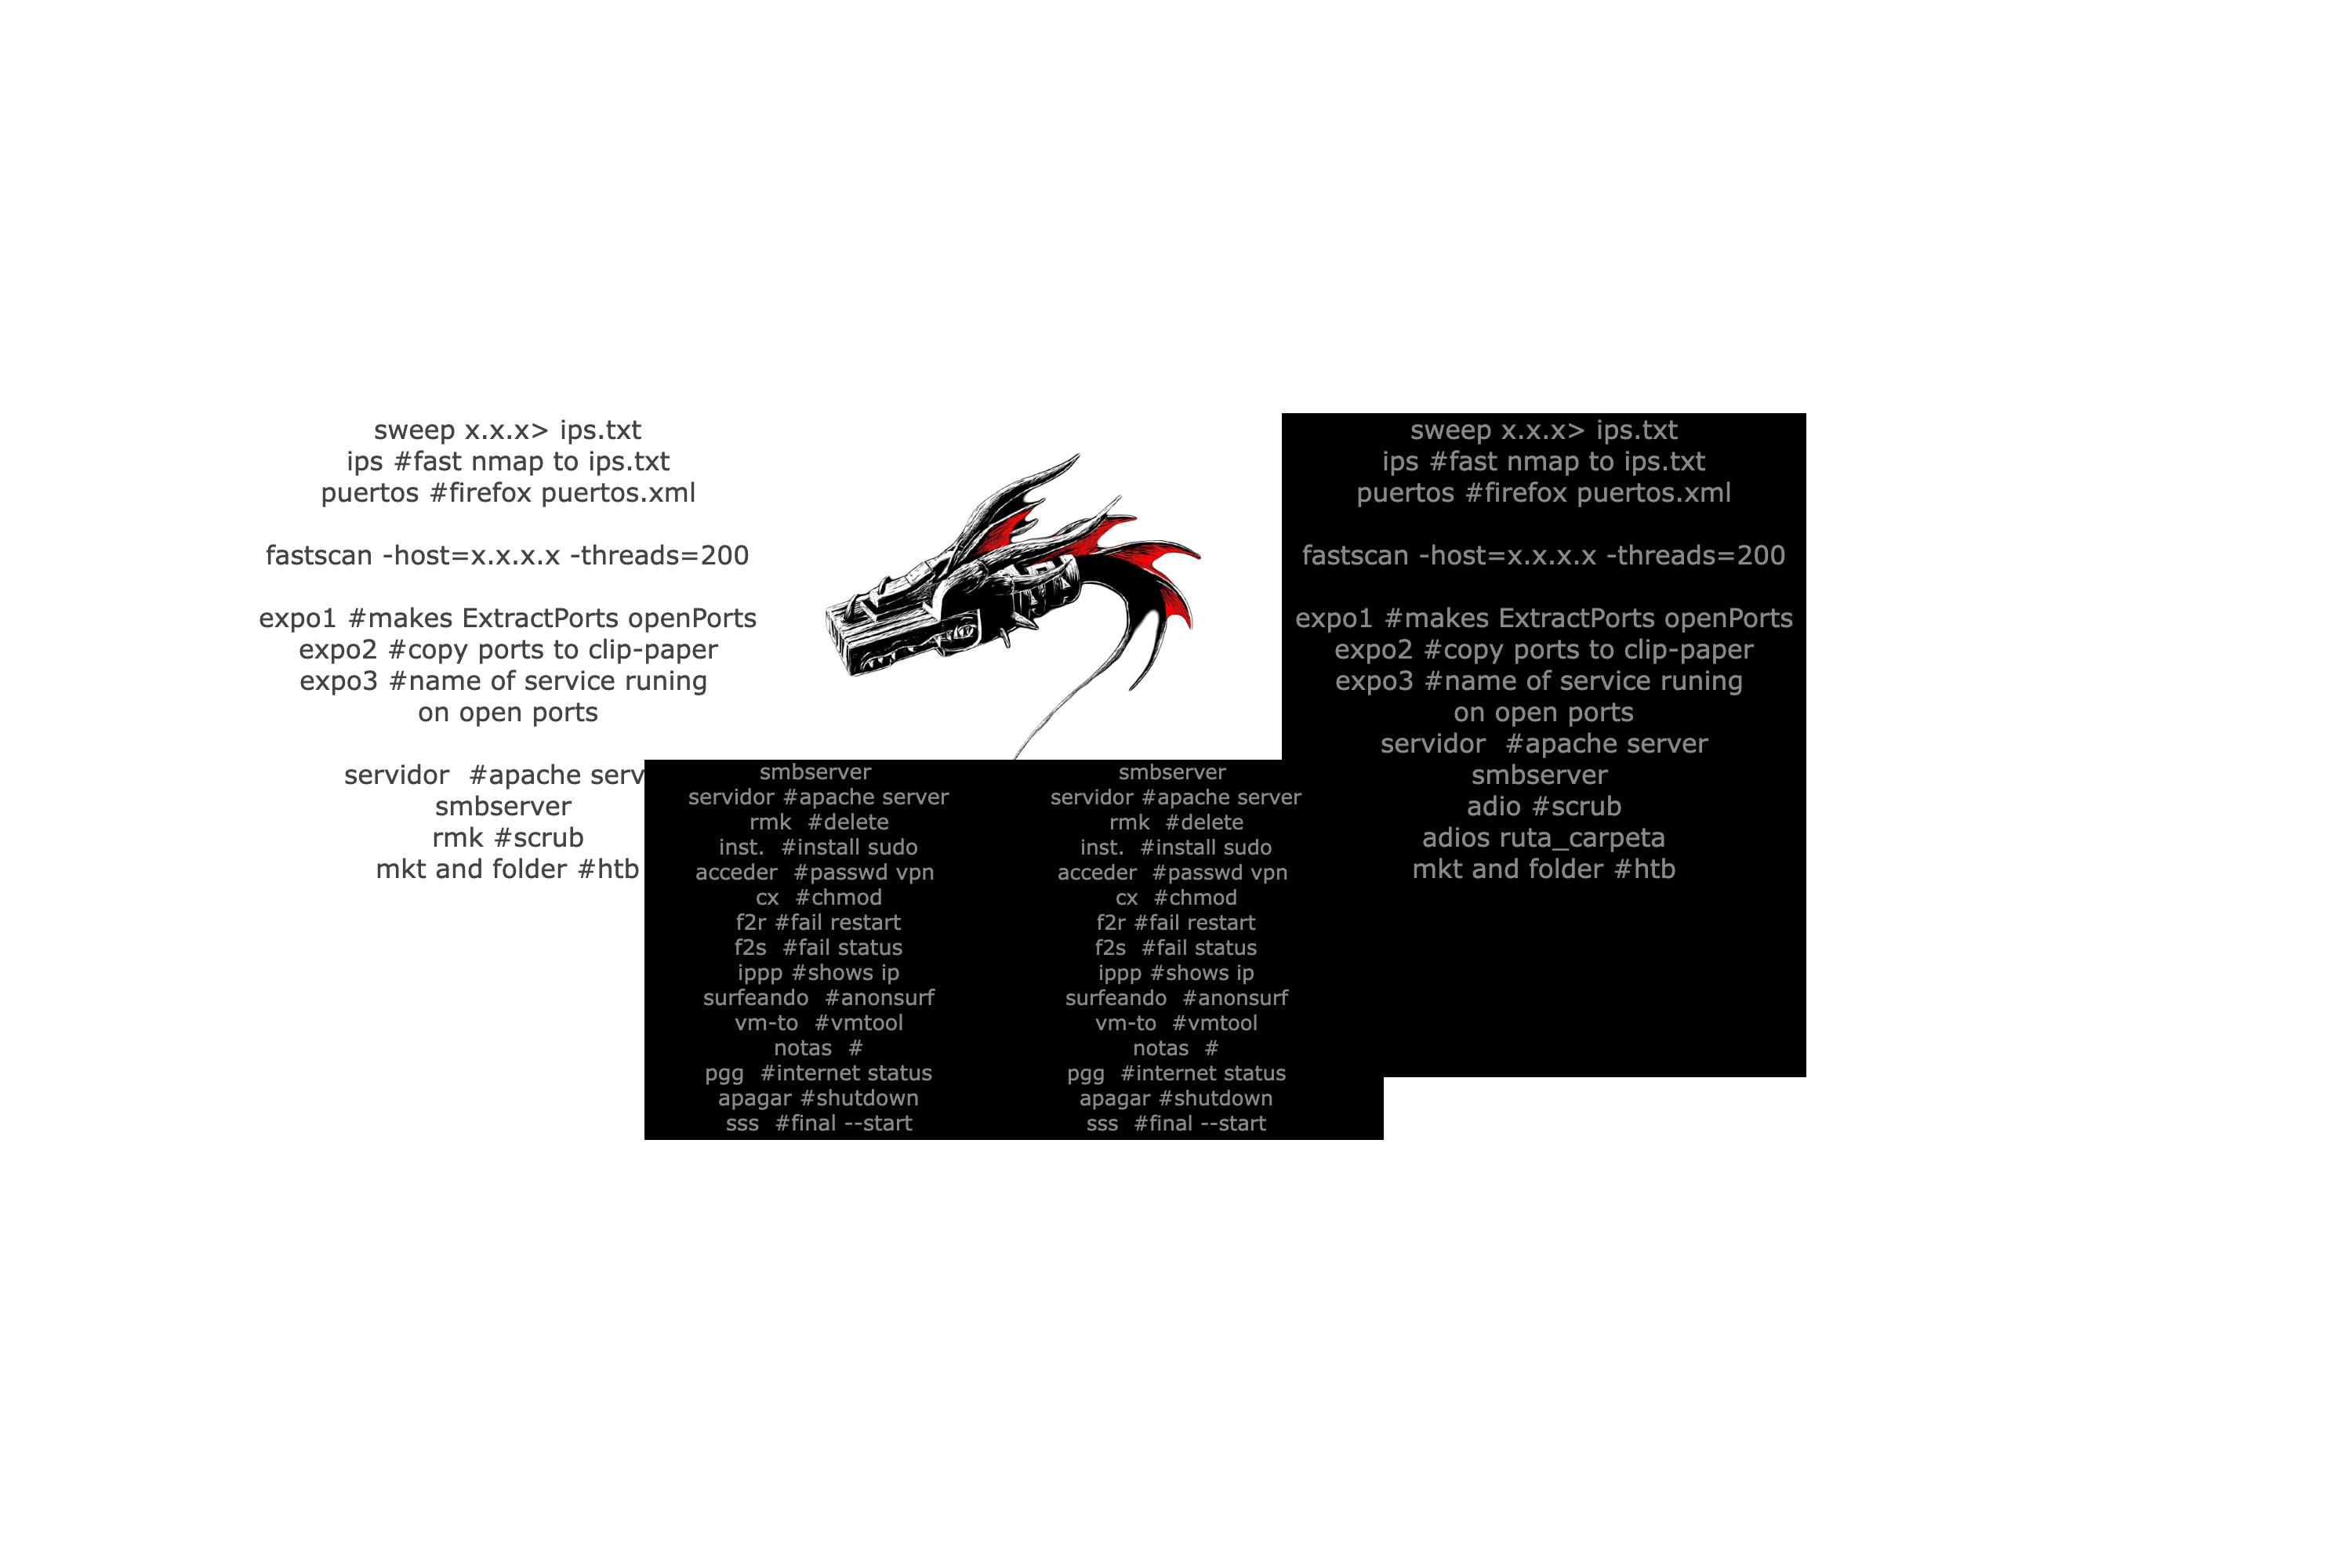 sweep x.x.x> ips.txt
ips #fast nmap to ips.txt
puertos #firefox puertos.xml
fastscan -host=x.x.x.x -threads=200
expo1 #makes ExtractPorts openPorts
expo2 #copy ports to clip-paper
expo3 #name of service runing
on open ports
servidor  #apache serv
smbserver
rmk #scrub
mkt and folder #htb
smbserver
servidor #apache server
rmk  #delete
inst.  #install sudo
acceder  #passwd vpn
cx  #chmod
f2r #fail restart
f2s  #fail status
ippp #shows ip
surfeando  #anonsurf
vm-to  #vmtool
notas  #
pgg  #internet status
apagar #shutdown
sss  #final --start
smbserver
servidor #apache server
rmk  #delete
inst.  #install sudo
acceder  #passwd vpn
cx  #chmod
f2r #fail restart
f2s  #fail status
ippp #shows ip
surfeando  #anonsurf
vm-to  #vmtool
notas  #
pgg  #internet status
apagar #shutdown
sss  #final --start
sweep x.x.x> ips.txt
ips #fast nmap to ips.txt
puertos #firefox puertos.xml
fastscan -host=x.x.x.x -threads=200
expo1 #makes ExtractPorts openPorts
expo2 #copy ports to clip-paper
expo3 #name of service runing
on open ports
servidor  #apache server
smbserver
adio #scrub
adios ruta_carpeta
mkt and folder #htb